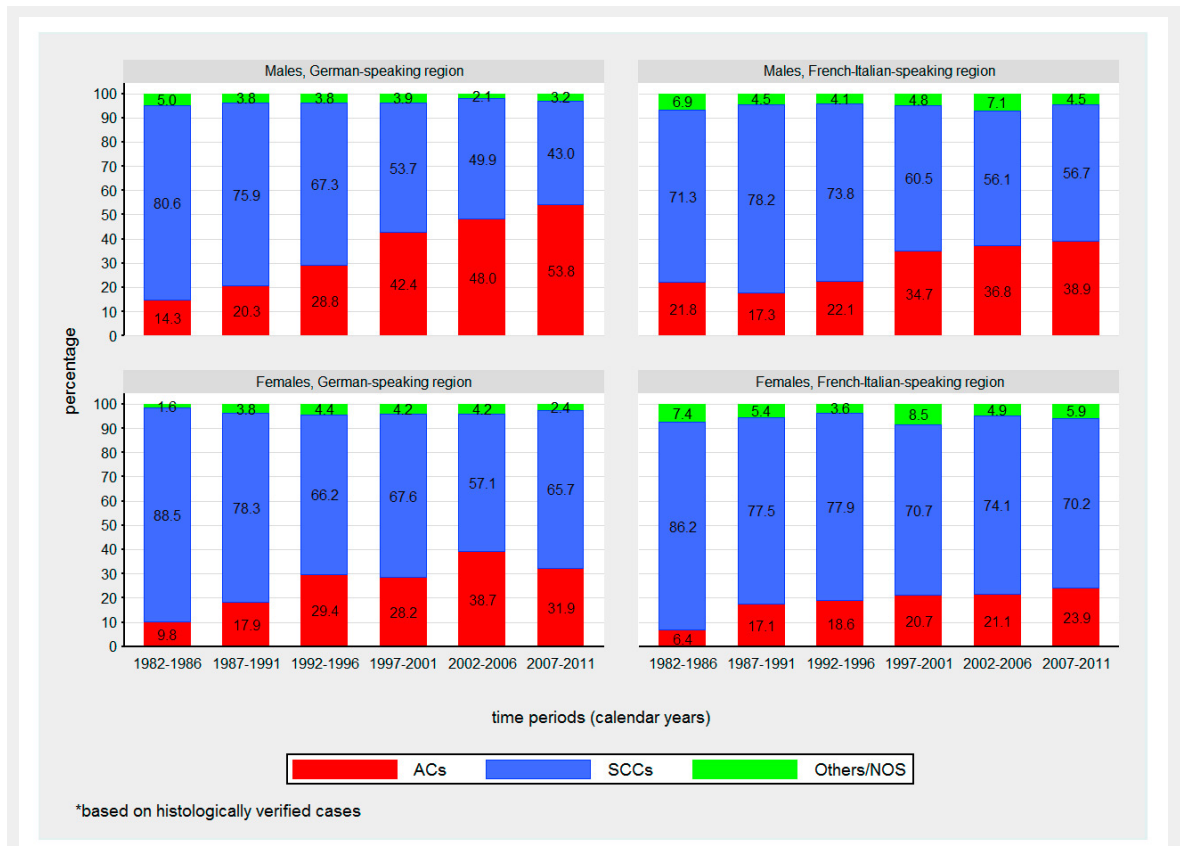 Males, German-speaking region
Males, French-Italian-speaking region
100
90
80
70
60
50
40
30
20
10
0
5.0 3.8 3.8 3.9 2.1 3.2
80.6 75.9 67.3 53.7 49.9 43.0
14.3 20.3 28.8 42.4 48.0 53.8
6.9 4.5 4.1 4.8 7.1 4.5
71.3 78.2 73.8 60.5 56.1 56.7
21.8 17.3 22.1 34.7 36.8 38.9
percentage
Females, German-speaking region
Females, French-Italian-speaking region
100
90
80
70
60
50
40
30
20
10
0
1.6 3.8 4.4 4.2 4.2 2.4
88.5 78.3 66.2 67.6 57.1 65.7
9.8 17.9 29.4 28.2 38.7 31.9
7.4 5.4 3.6 8.5 4.9 5.9
86.2 77.5 77.9 70.7 74.1 70.2
6.4 17.1 18.6 20.7 21.1 23.9
1982-1986 1987-1991 1992-1996 1997-2001 2002-2006 2007-2011
1982-1986 1987-1991 1992-1996 1997-2001 2002-2006 2007-2011
time periods (calendar years)
ACs SCCs Others/NOS
*based on histologically verified cases